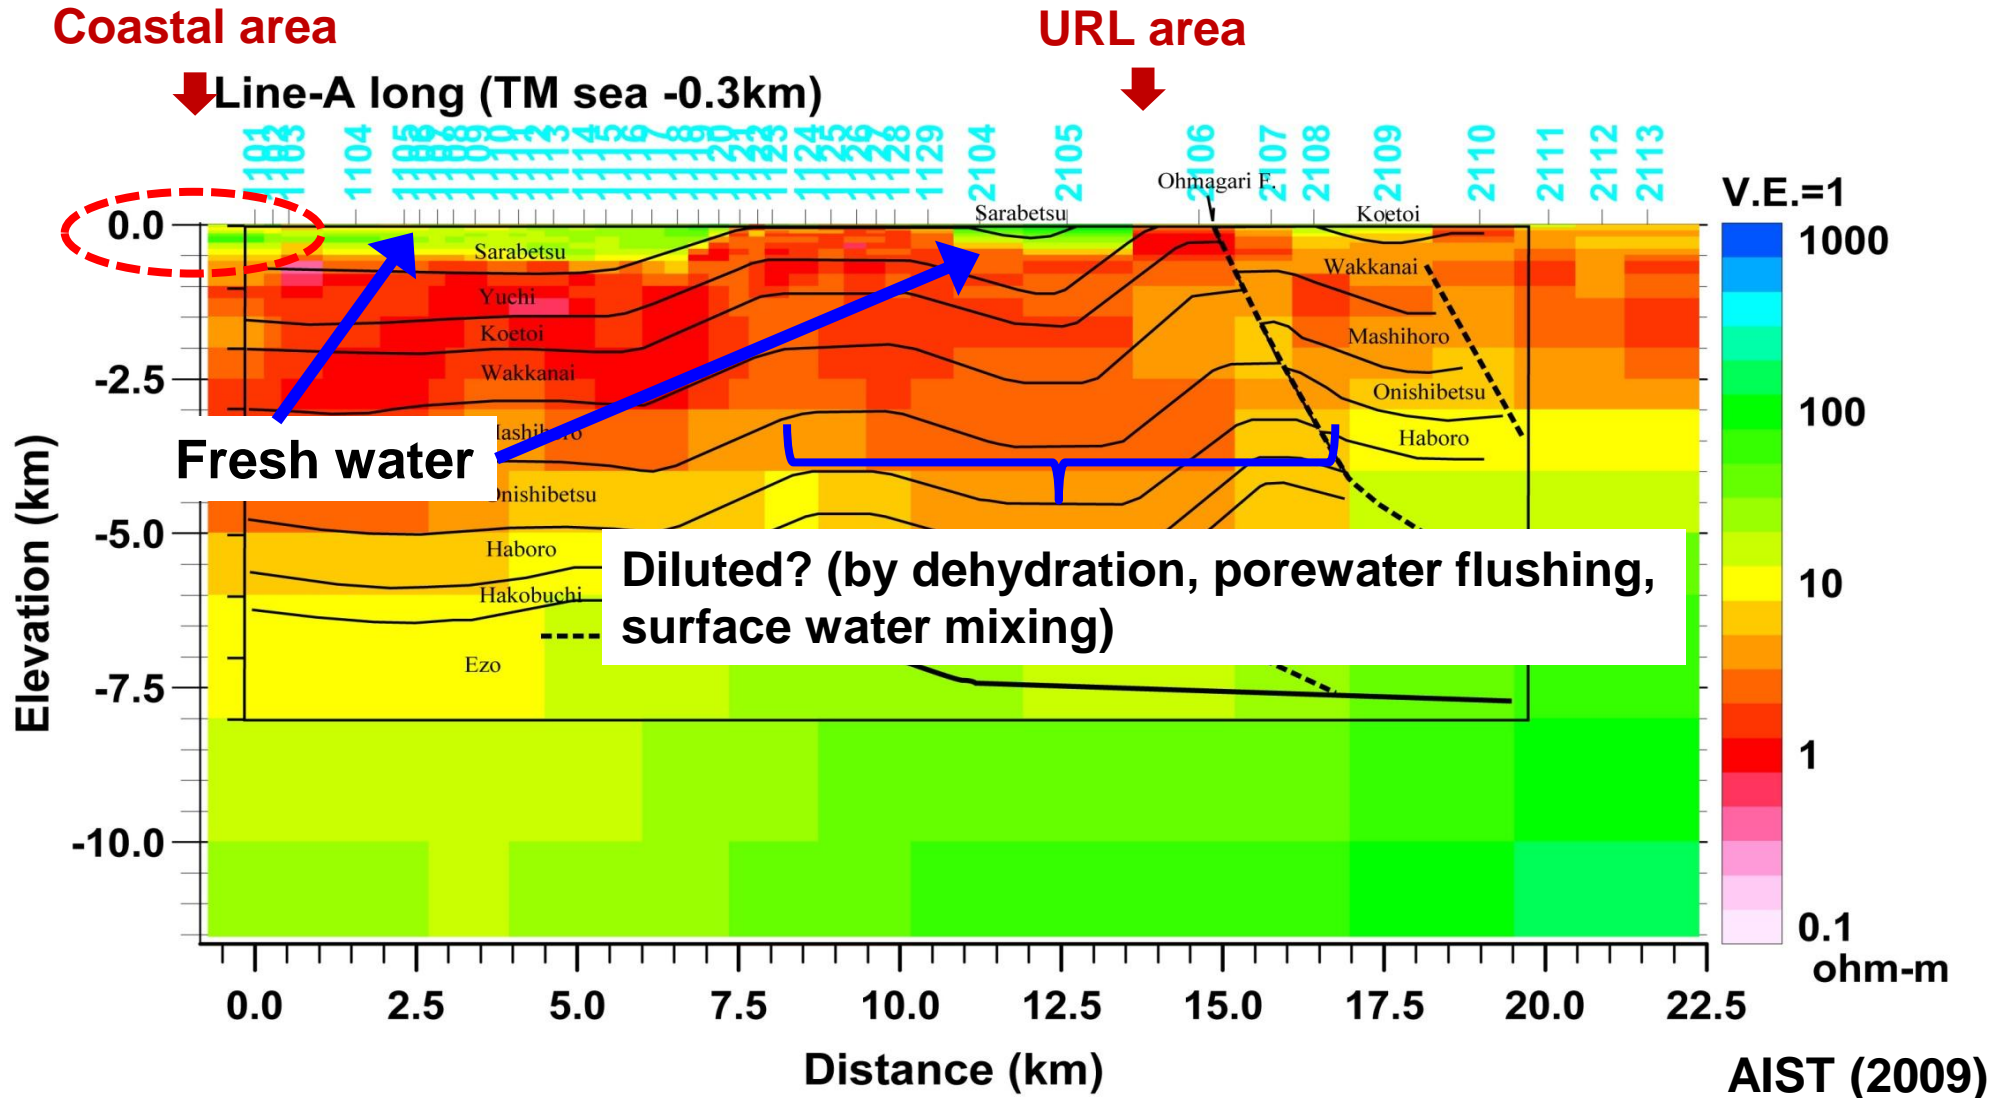 Coastal area
URL area
Line-A long (TM sea -0.3km)
1101
1103
1104
1105
1129
2104
2105
2106
2107
2108
2109
2110
2111
2112
2113
Ohmagari F.
V.E.=1
Sarabetsu
Koetoi
0.0
-2.5
-5.0
-7.5
-10.0
Elevation (km)
Sarabetsu
Yuchi
Koetoi
Wakkanai
Onishibetsu
Haboro
Hakobuchi
Ezo
Wakkanai
Mashihoro
Onishibetsu
Haboro
Fresh water
Diluted? (by dehydration, porewater flushing,
surface water mixing)
1000
100
10
1
0.1
ohm-m
0.0 2.5 5.0 7.5 10.0 12.5 15.0 17.5 20.0 22.5
Distance (km)
AIST (2009)